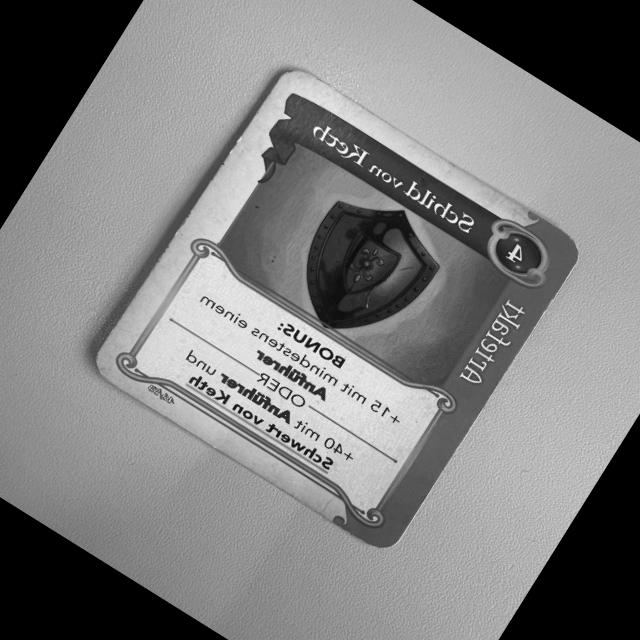 4
Schild von Keth
Artefakt
BONUS:
+15 mit mindestens einem
Anführer
ODER
+40 mit Anführer und
Schwert von Keth